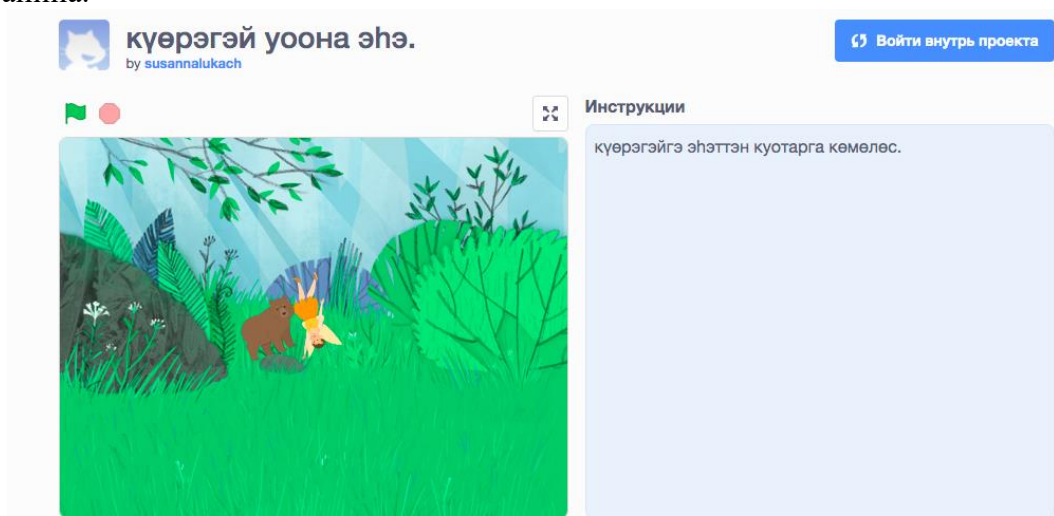 күөрэгэй уоона эһэ.
by susannalukach
Войти внутрь проекта
Инструкции
күөрэгэйгэ эһэттэн куотарга көмөлөс.